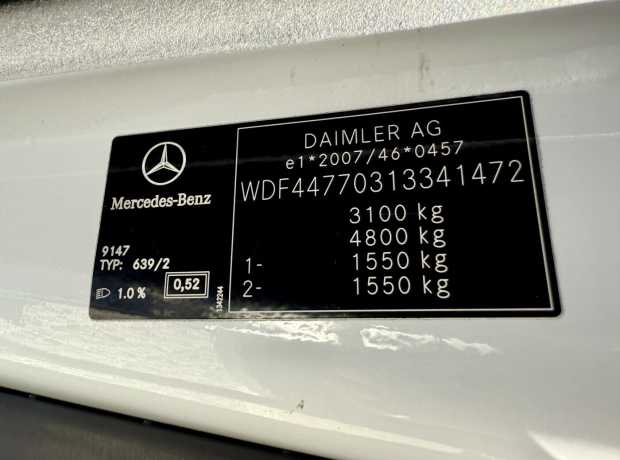 Mercedes-Benz
9147
TYP: 639/2
1.0 %
0,52
1342244
DAIMLER AG
e1*2007/46*0457
WDF44770313341472
3100 kg
4800 kg
1- 1550 kg
2- 1550 kg